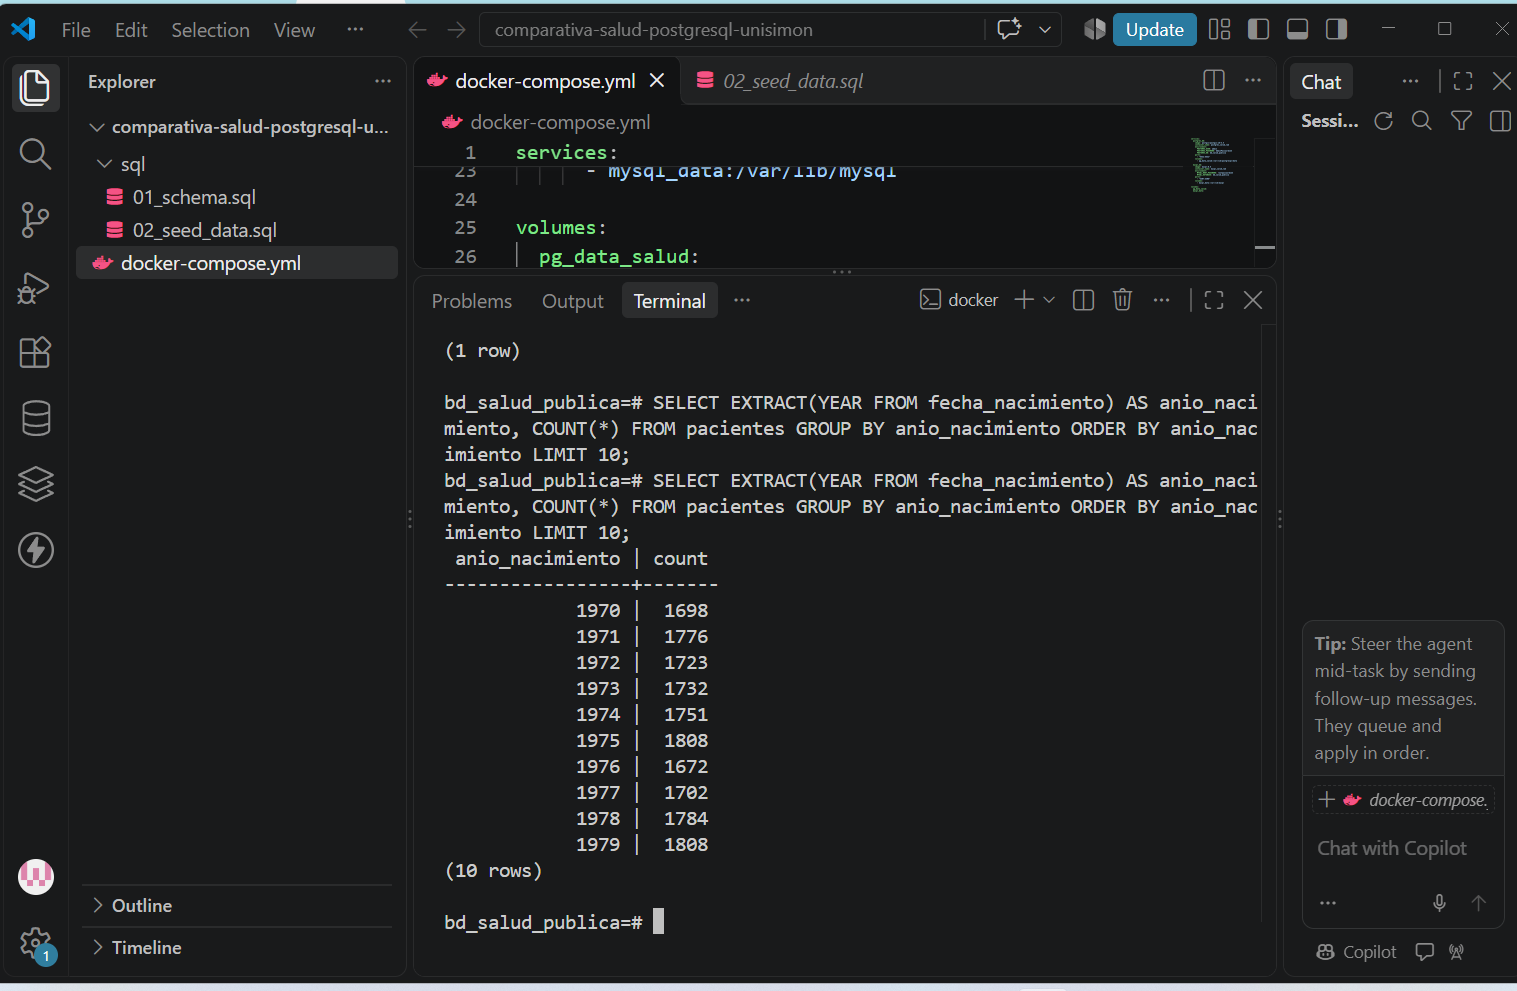 File Edit Selection View ···
comparativa-salud-postgresql-unisimon
Update
Explorer
comparativa-salud-postgresql-u...
sql
01_schema.sql
02_seed_data.sql
docker-compose.yml
Outline
Timeline
1
docker-compose.yml
02_seed_data.sql
docker-compose.yml
1 services:
23 - mysql_data:/var/lib/mysql
24
25 volumes:
26 pg_data_salud:
Problems Output Terminal ···
docker
(1 row)
bd_salud_publica=# SELECT EXTRACT(YEAR FROM fecha_nacimiento) AS anio_naci
miento, COUNT(*) FROM pacientes GROUP BY anio_nacimiento ORDER BY anio_nac
imiento LIMIT 10;
bd_salud_publica=# SELECT EXTRACT(YEAR FROM fecha_nacimiento) AS anio_naci
miento, COUNT(*) FROM pacientes GROUP BY anio_nacimiento ORDER BY anio_nac
imiento LIMIT 10;
anio_nacimiento | count
-----------------+-------
1970 | 1698
1971 | 1776
1972 | 1723
1973 | 1732
1974 | 1751
1975 | 1808
1976 | 1672
1977 | 1702
1978 | 1784
1979 | 1808
(10 rows)
bd_salud_publica=#
Chat
Sessi...
Tip: Steer the agent
mid-task by sending
follow-up messages.
They queue and
apply in order.
docker-compose.
Chat with Copilot
Copilot